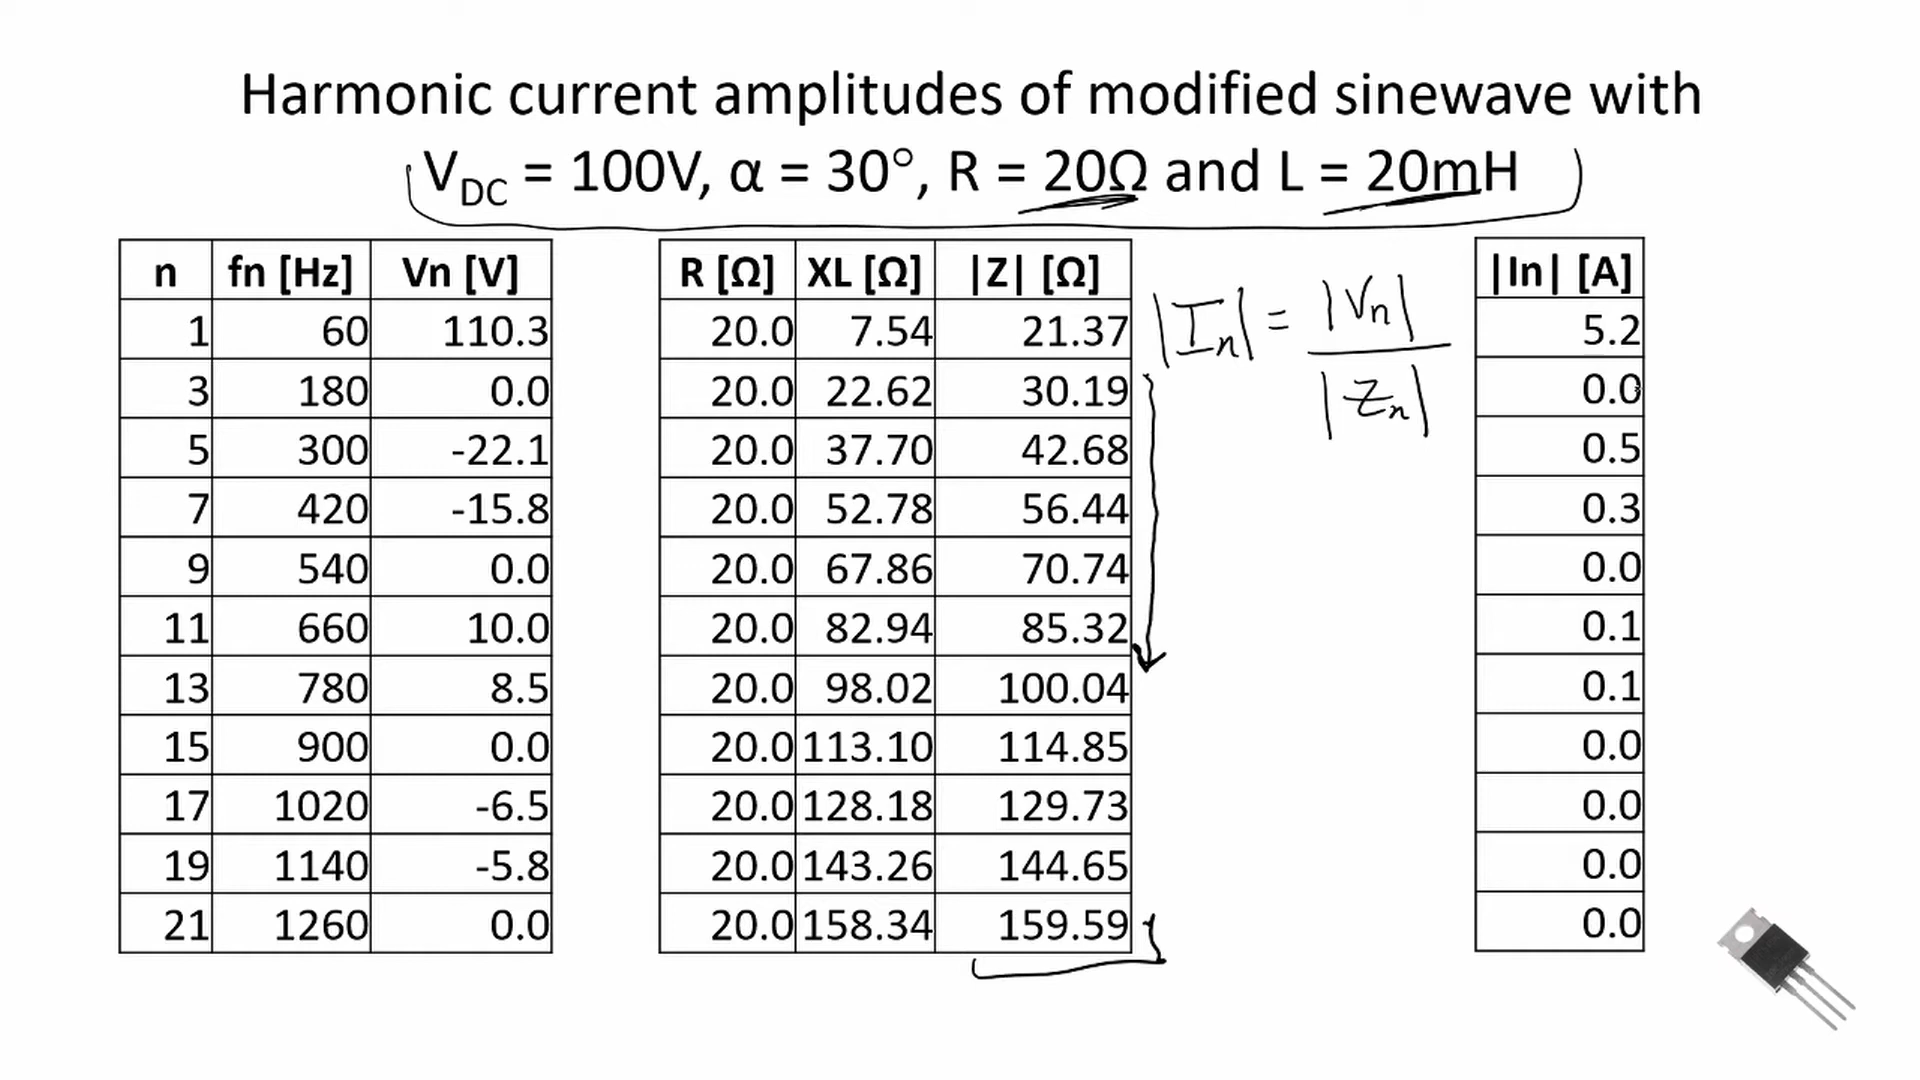 Harmonic current amplitudes of modified sinewave with
VDC = 100V, α = 30°, R = 20Ω and L = 20mH
n fn [Hz] Vn [V] R [Ω] XL [Ω] |Z| [Ω] |In| [A]
1 60 110.3 20.0 7.54 21.37 5.2
3 180 0.0 20.0 22.62 30.19 0.0
5 300 -22.1 20.0 37.70 42.68 0.5
7 420 -15.8 20.0 52.78 56.44 0.3
9 540 0.0 20.0 67.86 70.74 0.0
11 660 10.0 20.0 82.94 85.32 0.1
13 780 8.5 20.0 98.02 100.04 0.1
15 900 0.0 20.0 113.10 114.85 0.0
17 1020 -6.5 20.0 128.18 129.73 0.0
19 1140 -5.8 20.0 143.26 144.65 0.0
21 1260 0.0 20.0 158.34 159.59 0.0
|In| = |Vn|
|Zn|